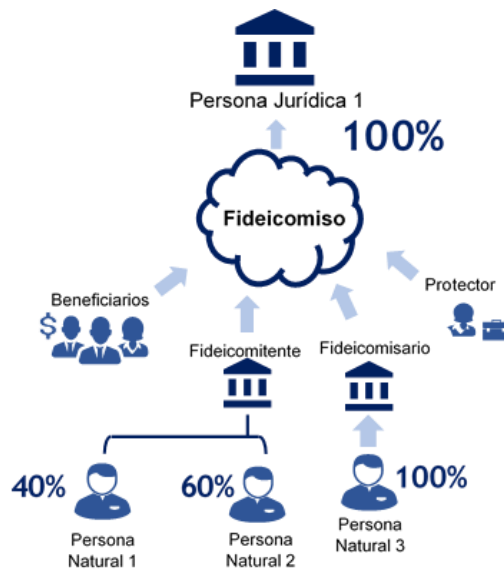 Persona Jurídica 1
100%
Fideicomiso
Beneficiarios
$
Protector
Fideicomitente
Fideicomisario
40%
60%
100%
Persona
Natural 1
Persona
Natural 2
Persona
Natural 3